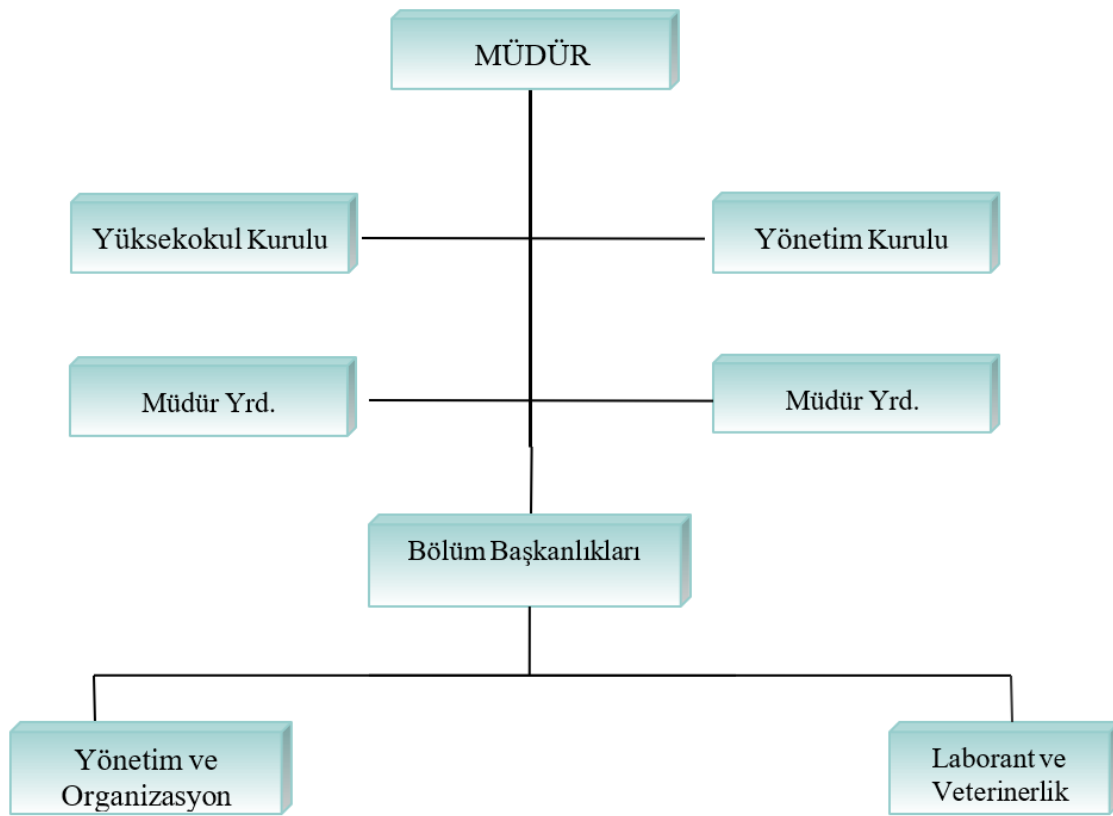 MÜDÜR
Yüksekokul Kurulu
Yönetim Kurulu
Müdür Yrd.
Müdür Yrd.
Bölüm Başkanlıkları
Yönetim ve
Organizasyon
Laborant ve
Veterinerlik